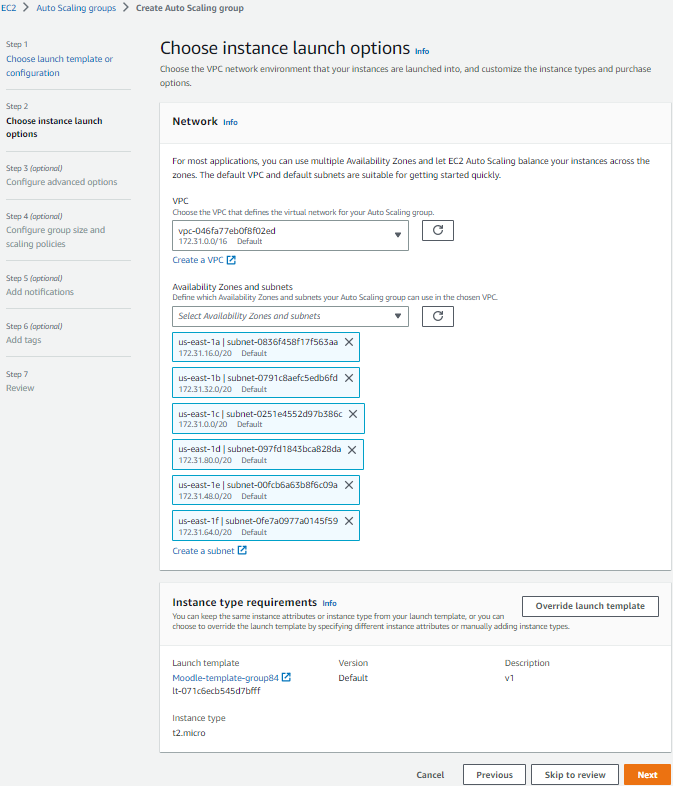 EC2 > Auto Scaling groups > Create Auto Scaling group
Step 1
Choose launch template or
configuration
Step 2
Choose instance launch
options
Step 3 (optional)
Configure advanced options
Step 4 (optional)
Configure group size and
scaling policies
Step 5 (optional)
Add notifications
Step 6 (optional)
Add tags
Step 7
Review
Choose instance launch options Info
Choose the VPC network environment that your instances are launched into, and customize the instance types and purchase
options.
Network Info
For most applications, you can use multiple Availability Zones and let EC2 Auto Scaling balance your instances across the
zones. The default VPC and default subnets are suitable for getting started quickly.
VPC
Choose the VPC that defines the virtual network for your Auto Scaling group.
vpc-046fa77eb0f8f02ed
172.31.0.0/16 Default
Create a VPC
Availability Zones and subnets
Define which Availability Zones and subnets your Auto Scaling group can use in the chosen VPC.
Select Availability Zones and subnets
us-east-1a | subnet-0836f458f17f563aa
172.31.16.0/20 Default
us-east-1b | subnet-0791c8aefc5edb6fd
172.31.32.0/20 Default
us-east-1c | subnet-0251e4552d97b386c
172.31.0.0/20 Default
us-east-1d | subnet-097fd1843bca828da
172.31.80.0/20 Default
us-east-1e | subnet-00fcb6a63b8f6c09a
172.31.48.0/20 Default
us-east-1f | subnet-0fe7a0977a0145f59
172.31.64.0/20 Default
Create a subnet
Instance type requirements Info
Override launch template
You can keep the same instance attributes or instance type from your launch template, or you can
choose to override the launch template by specifying different instance attributes or manually adding instance types.
Launch template Version Description
Moodle-template-group84 Default v1
lt-071c6ecb545d7bfff
Instance type
t2.micro
Cancel Previous Skip to review Next